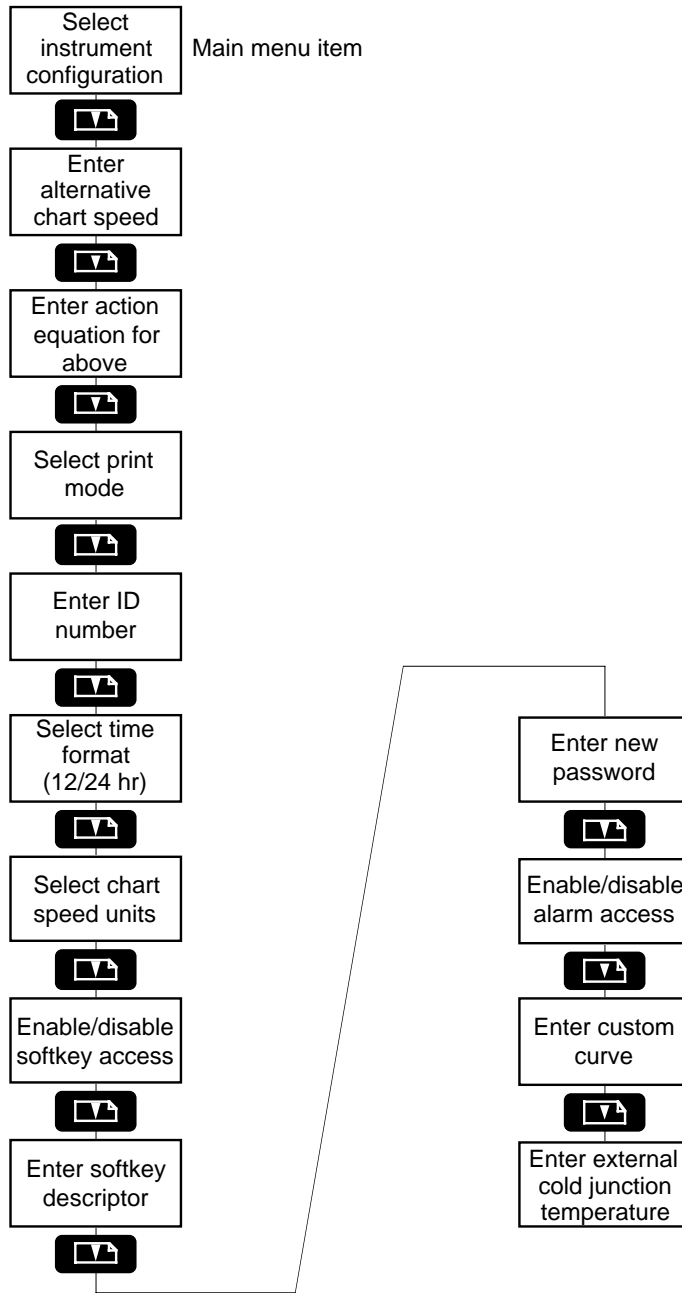 Select
instrument
configuration
Main menu item
Enter
alternative
chart speed
Enter action
equation for
above
Select print
mode
Enter ID
number
Select time
format
(12/24 hr)
Select chart
speed units
Enable/disable
softkey access
Enter softkey
descriptor
Enter new
password
Enable/disable
alarm access
Enter custom
curve
Enter external
cold junction
temperature